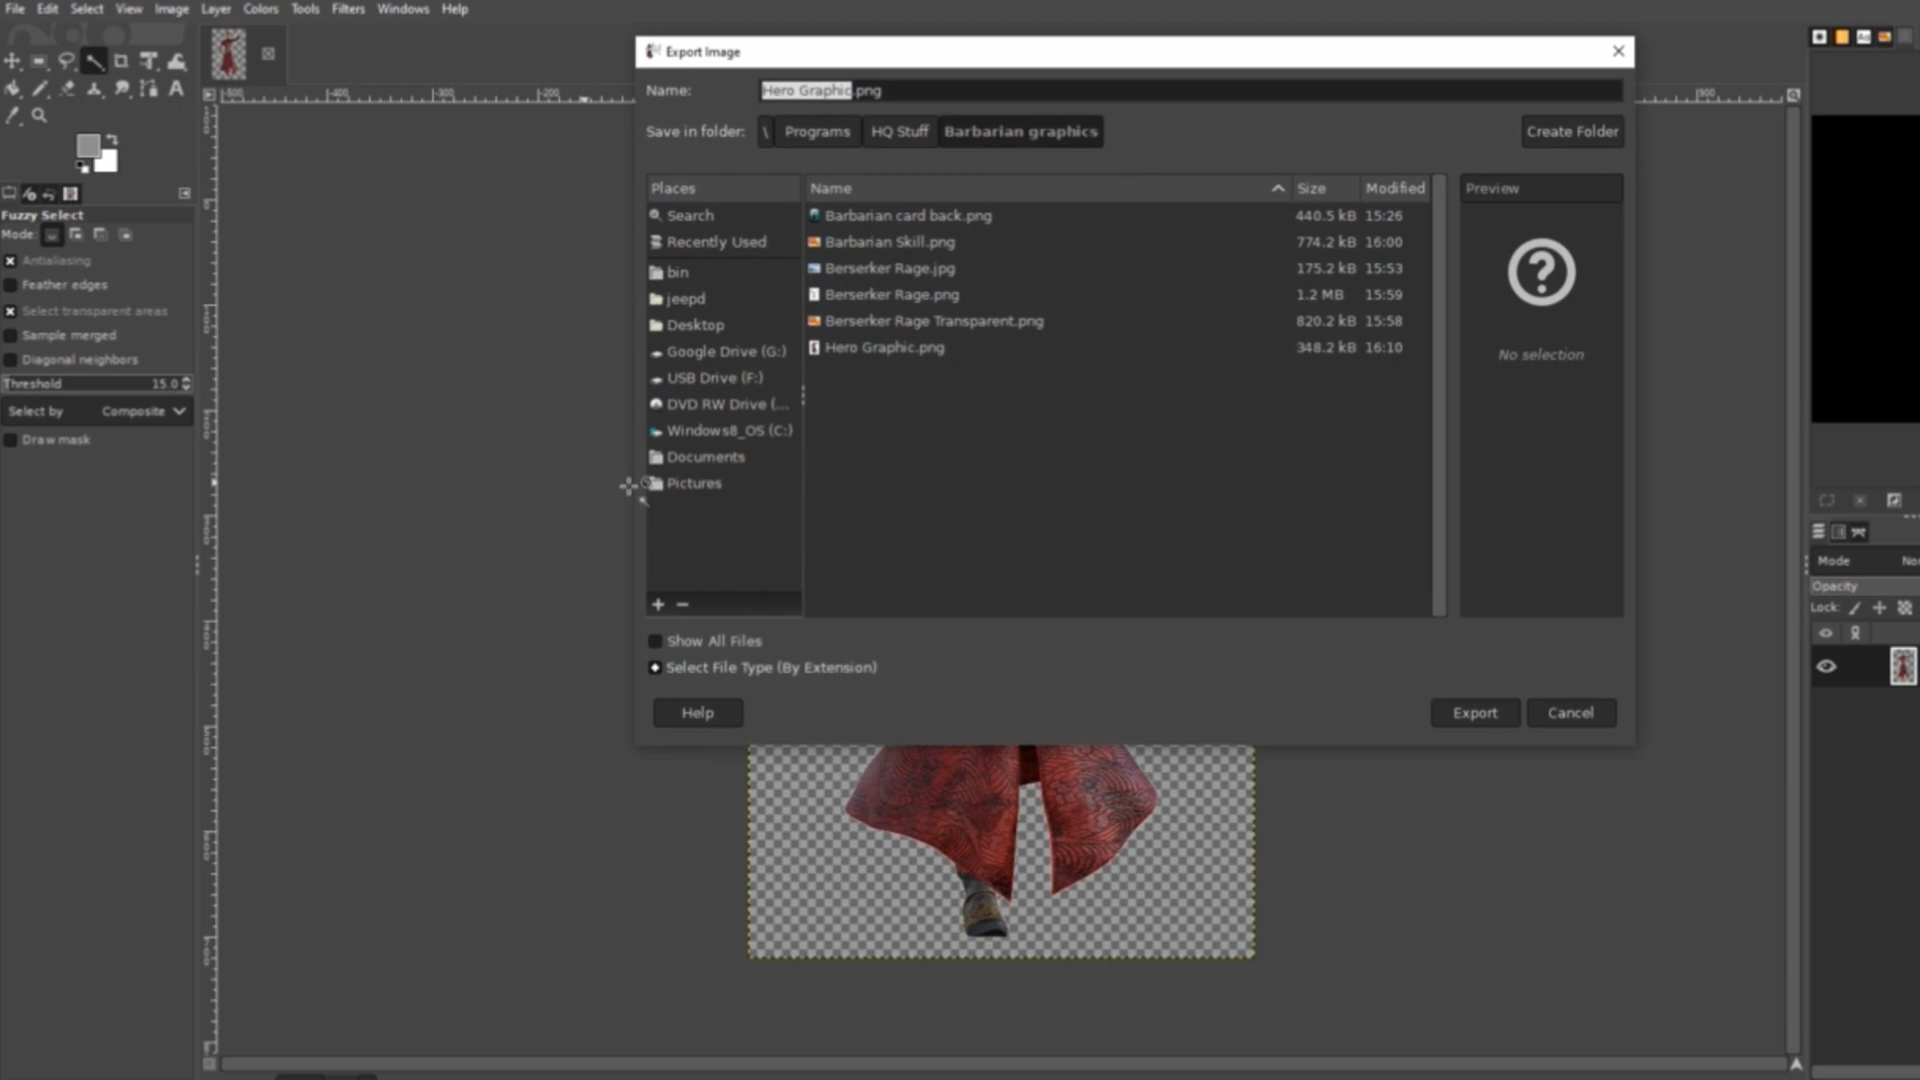 File Edit Select View Image Layer Colors Tools Filters Windows Help
Export Image
Name: Hero Graphic.png
Save in folder: \ Programs HQ Stuff Barbarian graphics Create Folder
Places Name Size Modified Preview
Search Barbarian card back.png 440.5 kB 15:26
Recently Used Barbarian Skill.png 774.2 kB 16:00
bin Berserker Rage.jpg 175.2 kB 15:53
jeepd Berserker Rage.png 1.2 MB 15:59
Desktop Berserker Rage Transparent.png 820.2 kB 15:58
Google Drive (G:) Hero Graphic.png 348.2 kB 16:10
No selection
USB Drive (F:)
DVD RW Drive (...
Windows8_OS (C:)
Documents
Pictures
Show All Files
Select File Type (By Extension)
Help Export Cancel
Fuzzy Select
Mode:
Antialiasing
Feather edges
Select transparent areas
Sample merged
Diagonal neighbors
Threshold 15.0
Select by Composite
Draw mask
Mode No
Opacity
Lock: